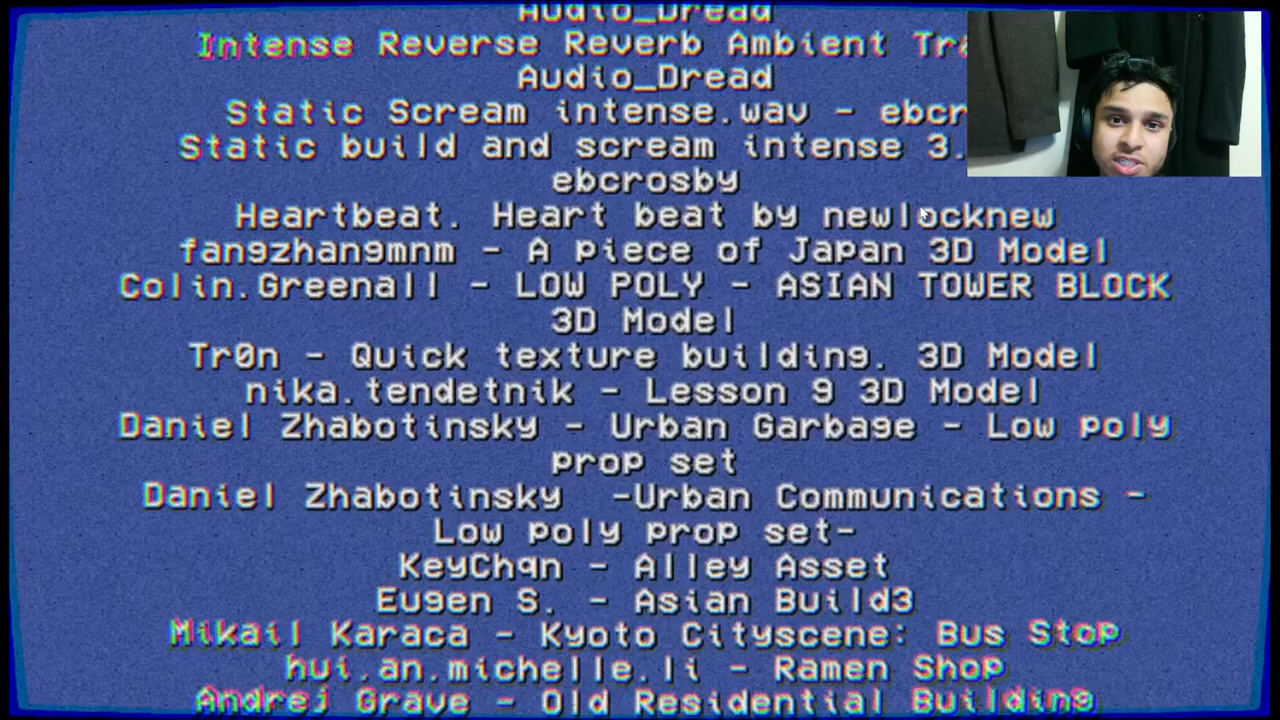 Audio_Dread
Intense Reverse Reverb Ambient
Audio_Dread
Static Scream intense.wav -
Static build and scream intense 3.
ebcrosby
Heartbeat. Heart beat by newlocknew
fangzhangmnm - A piece of Japan 3D Model
Colin.Greenall - LOW POLY - ASIAN TOWER BLOCK
3D Model
Tr0n - Quick texture building. 3D Model
nika.tendetnik - Lesson 9 3D Model
Daniel Zhabotinsky - Urban Garbage - Low poly
prop set
Daniel Zhabotinsky -Urban Communications -
Low poly prop set-
KeyChan - Alley Asset
Eugen S. - Asian Build3
Mikail Karaca - Kyoto Cityscene: Bus Stop
hui.an.michelle.li - Ramen Shop
Andrej Grave - Old Residential Building